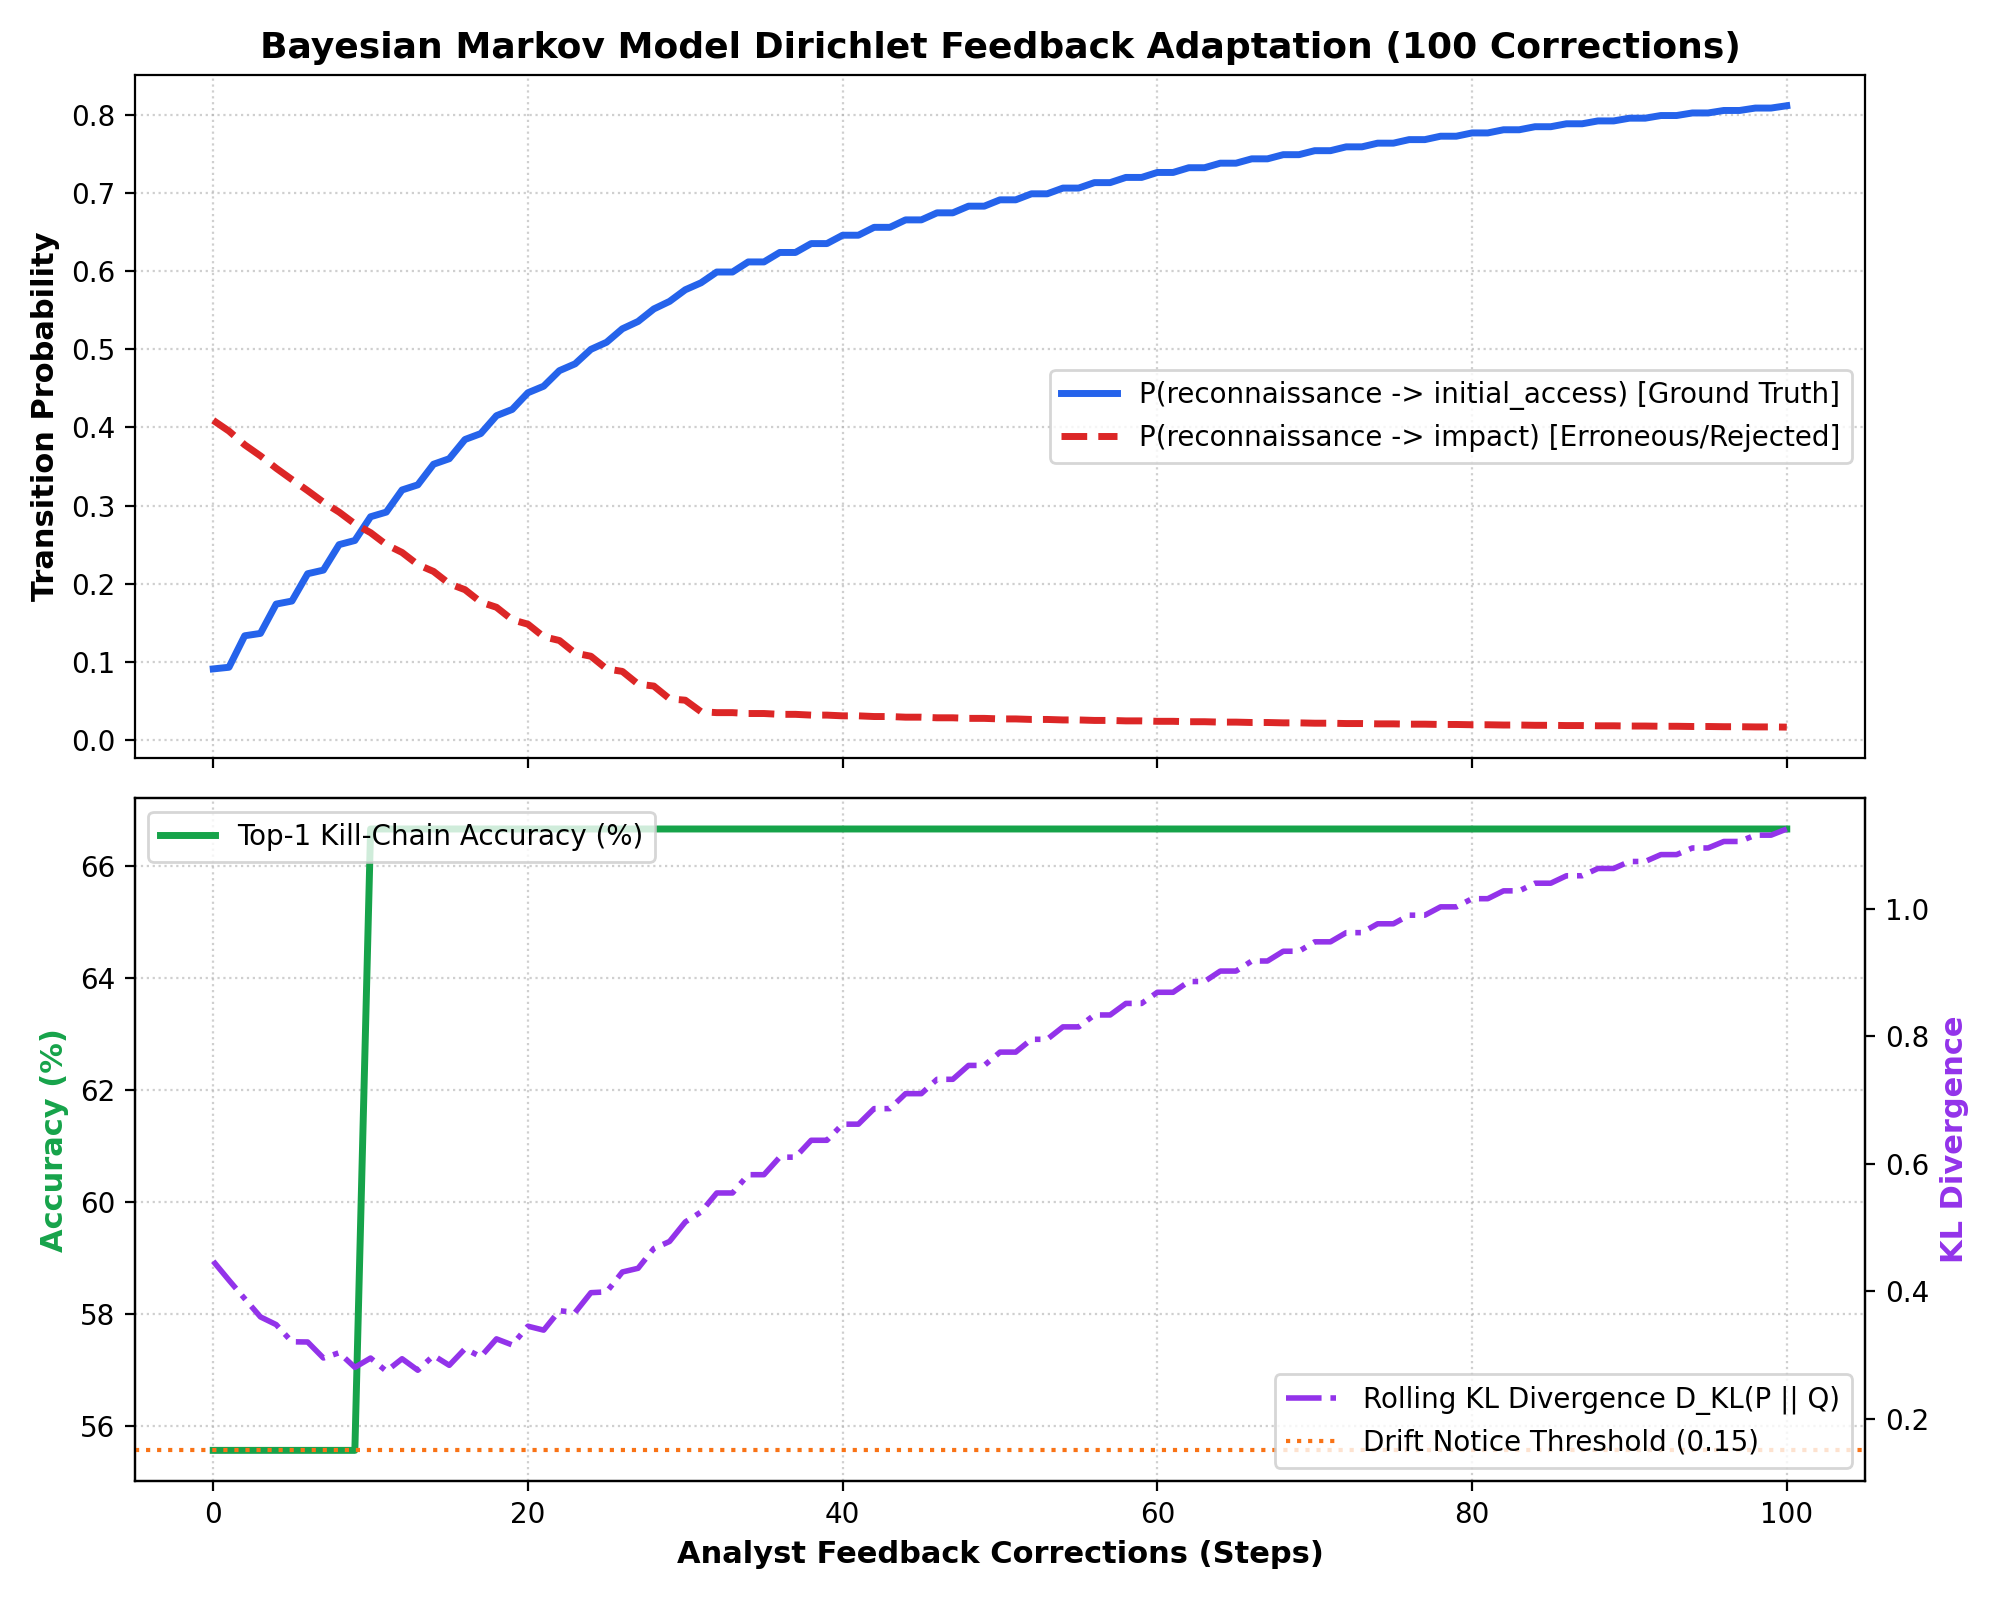 Bayesian Markov Model Dirichlet Feedback Adaptation (100 Corrections)
Transition Probability
0.8
0.7
0.6
0.5
0.4
0.3
0.2
0.1
0.0
P(reconnaissance -> initial_access) [Ground Truth]
P(reconnaissance -> impact) [Erroneous/Rejected]
Top-1 Kill-Chain Accuracy (%)
Accuracy (%)
66
64
62
60
58
56
1.0
0.8
0.6
0.4
0.2
KL Divergence
Rolling KL Divergence D_KL(P || Q)
Drift Notice Threshold (0.15)
0 20 40 60 80 100
Analyst Feedback Corrections (Steps)